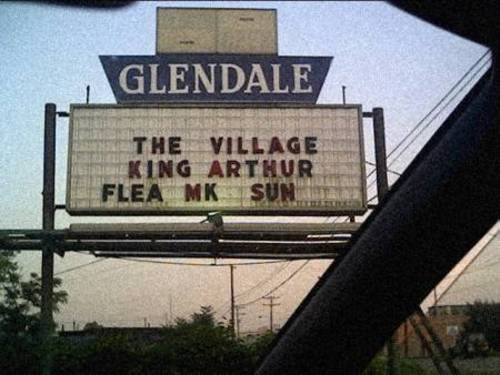 GLENDALE
THE VILLAGE
KING ARTHUR
FLEA MK SUN